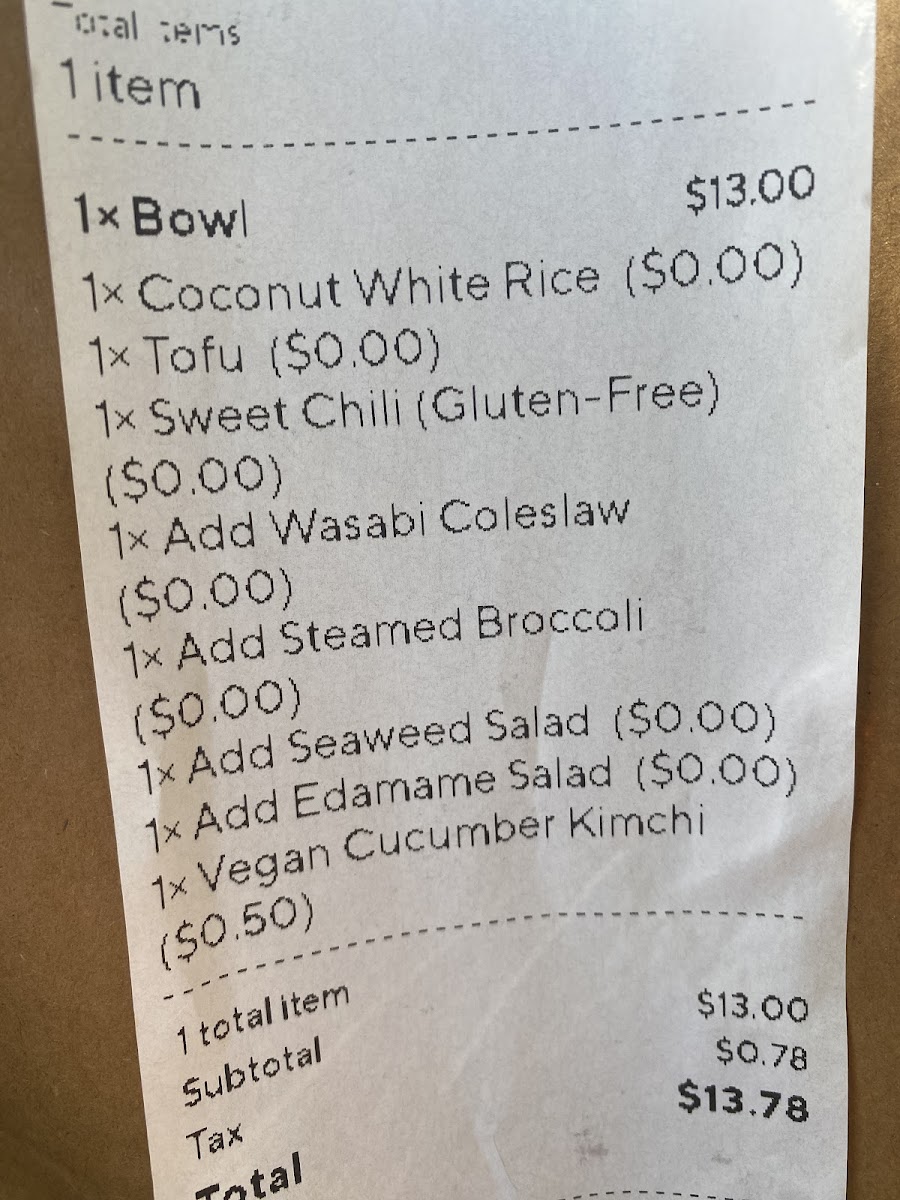 Total items
1 item
1x Bowl $13.00
1x Coconut White Rice ($0.00)
1x Tofu ($0.00)
1x Sweet Chili (Gluten-Free)
($0.00)
1x Add Wasabi Coleslaw
($0.00)
1x Add Steamed Broccoli
($0.00)
1x Add Seaweed Salad ($0.00)
1x Add Edamame Salad ($0.00)
1x Vegan Cucumber Kimchi
($0.50)
1 total item
Subtotal $13.00
Tax $0.78
Total $13.78